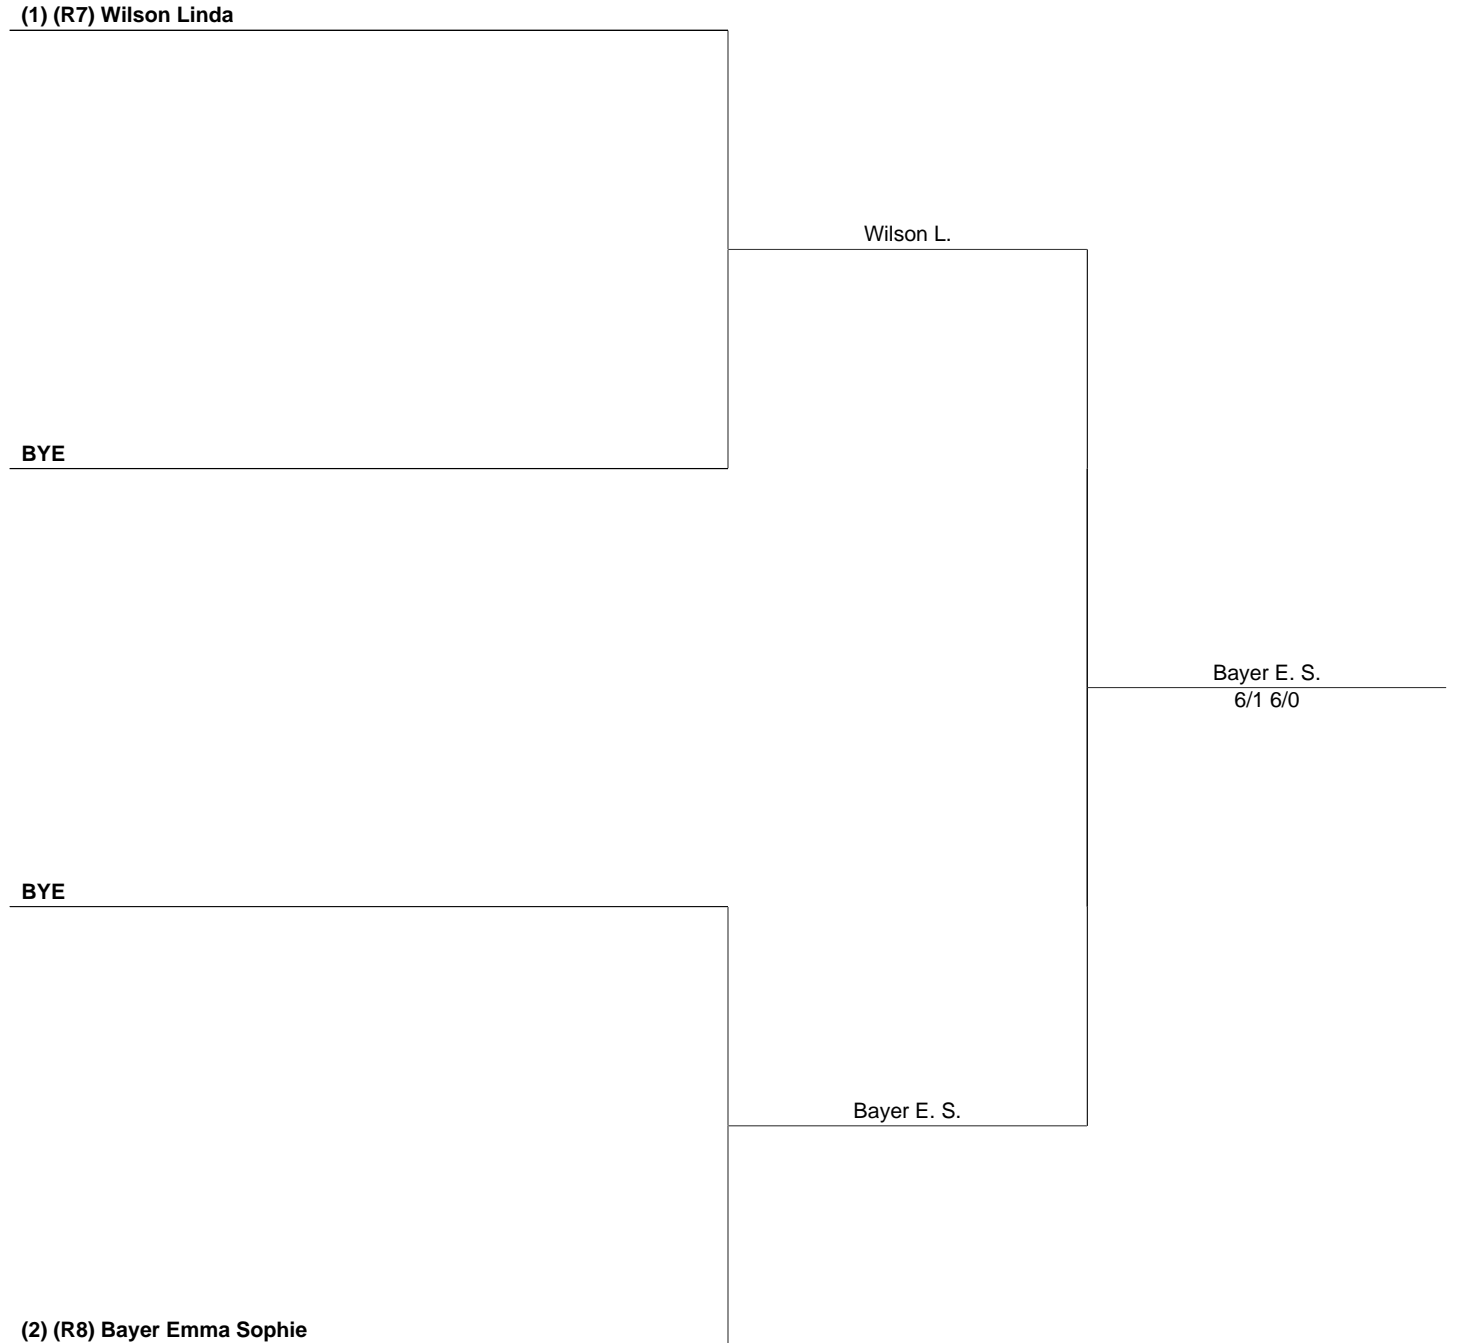 (1) (R7) Wilson Linda
Wilson L.
BYE
Bayer E. S.
6/1 6/0
BYE
Bayer E. S.
(2) (R8) Bayer Emma Sophie